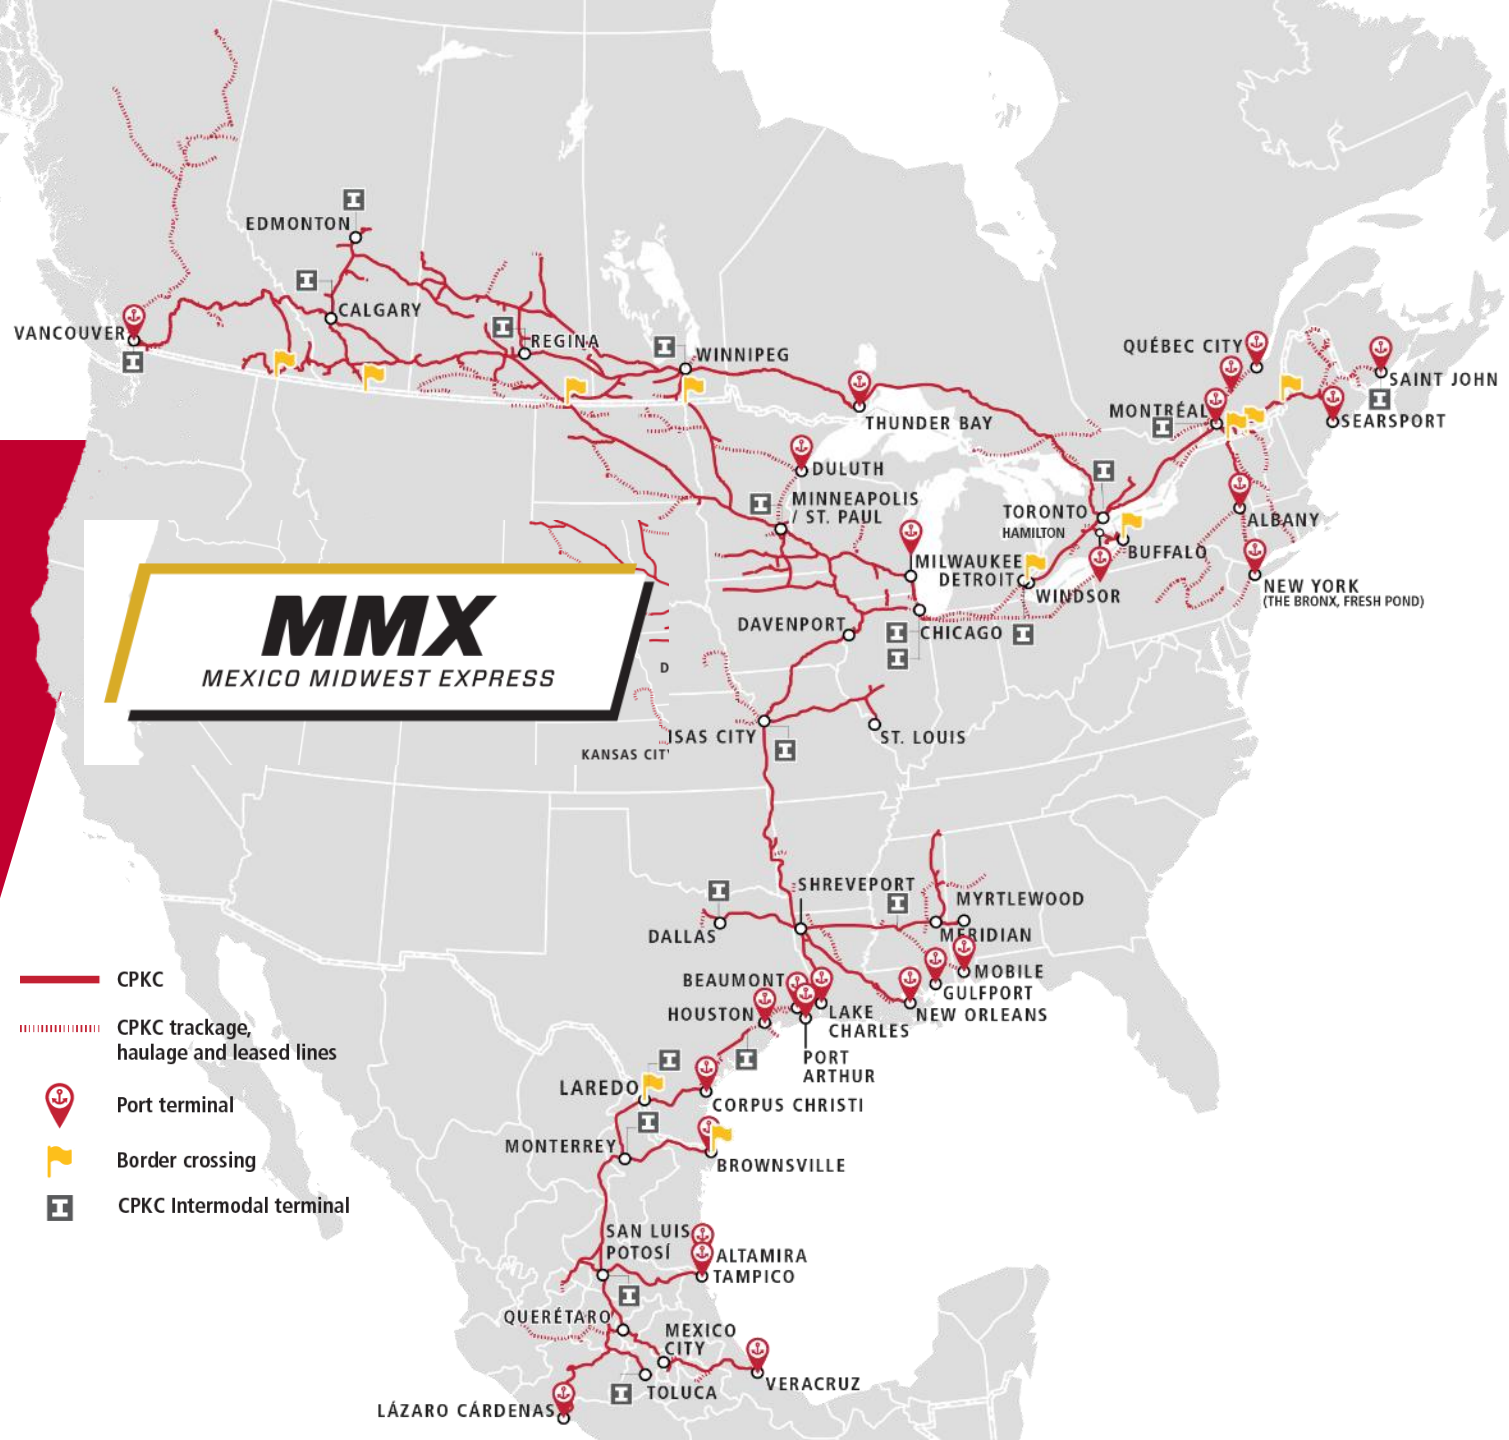 EDMONTON
CALGARY
VANCOUVER
REGINA
WINNIPEG
THUNDER BAY
QUÉBEC CITY
SAINT JOHN
MONTRÉAL
SEARSPORT
DULUTH
MINNEAPOLIS
/ ST. PAUL
TORONTO
HAMILTON
ALBANY
BUFFALO
MILWAUKEE
DETROIT
WINDSOR
NEW YORK
(THE BRONX, FRESH POND)
MMX
MEXICO MIDWEST EXPRESS
DAVENPORT
CHICAGO
D
ISAS CITY
KANSAS CIT
ST. LOUIS
SHREVEPORT
MYRTLEWOOD
DALLAS
MERIDIAN
BEAUMONT
MOBILE
GULFPORT
HOUSTON
LAKE
CHARLES
NEW ORLEANS
PORT
ARTHUR
LAREDO
CORPUS CHRISTI
MONTERREY
BROWNSVILLE
SAN LUIS
POTOSÍ
ALTAMIRA
TAMPICO
QUERÉTARO
MEXICO
CITY
TOLUCA
VERACRUZ
LÁZARO CÁRDENAS
CPKC
CPKC trackage,
haulage and leased lines
Port terminal
Border crossing
CPKC Intermodal terminal